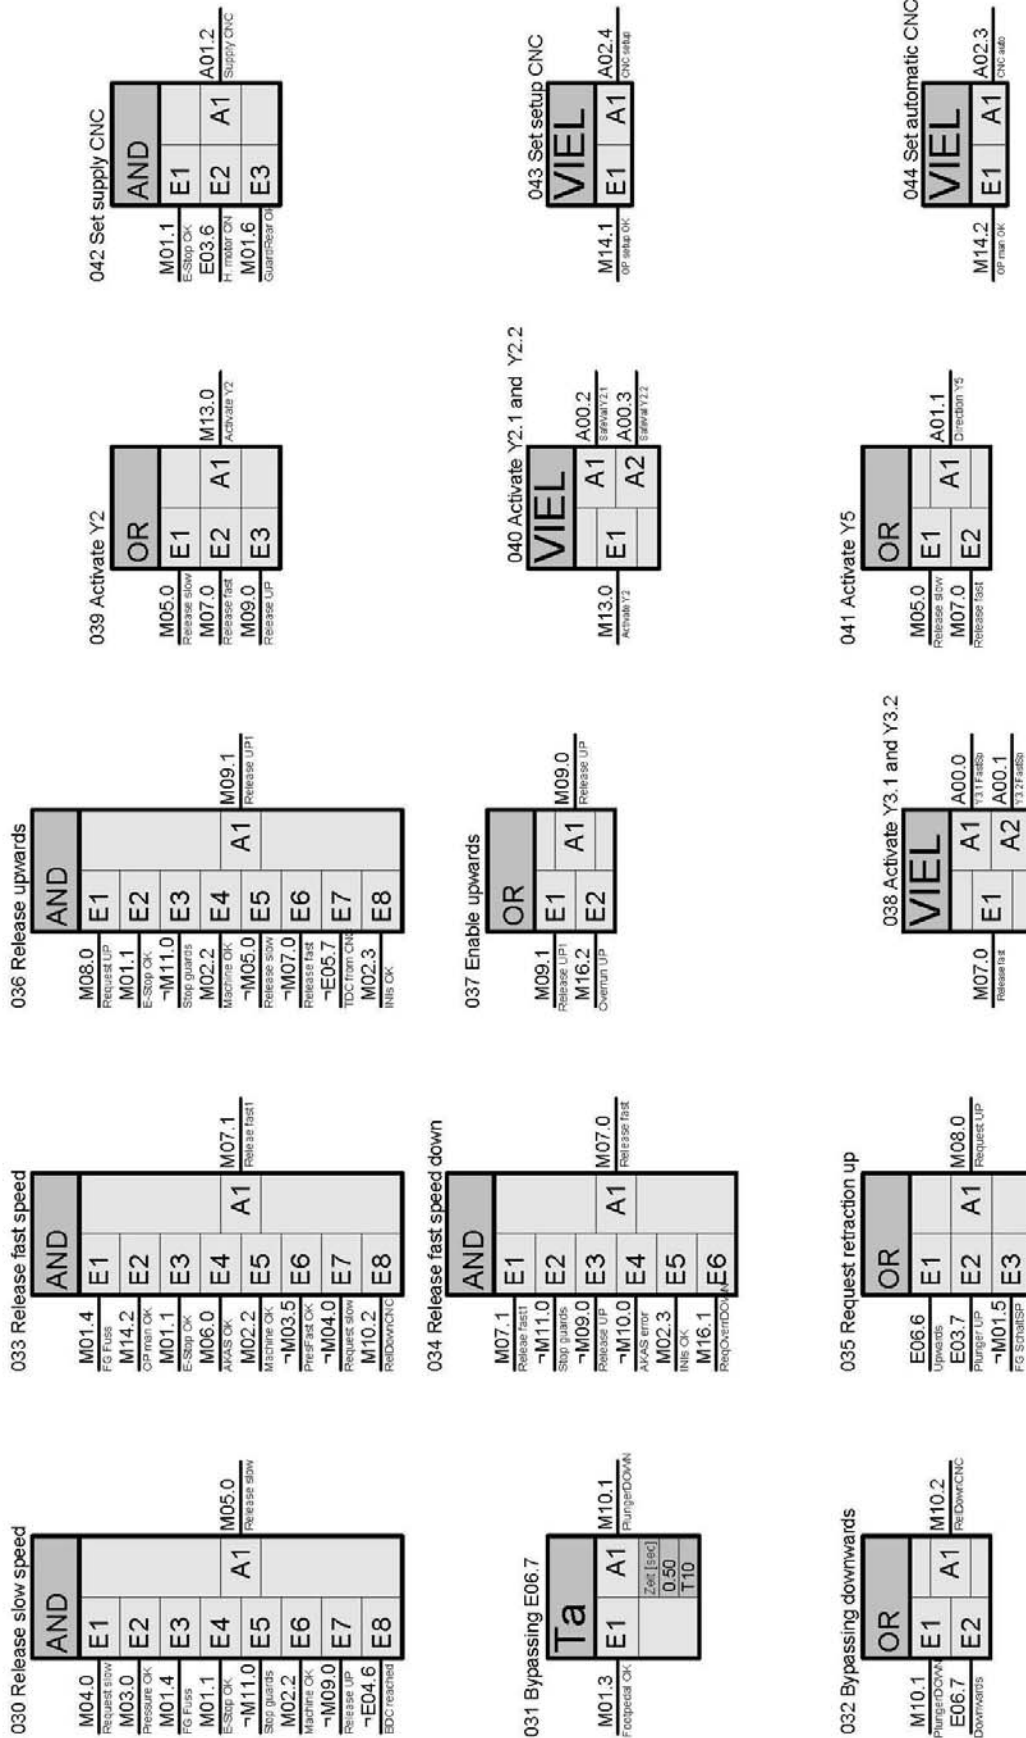 030 Release slow speed
AND
M04.0 E1
Request slow
M03.0 E2
Pressure OK
M01.4 E3
FG Fuss
M01.1 E4 A1 M05.0
E-Stop OK Release slow
¬M11.0 E5
Stop guards
M02.2 E6
Machine OK
¬M09.0 E7
Release UP
¬E04.6 E8
BDC reached
031 Bypassing E06.7
Ta
M01.3 E1 A1 M10.1
Footpedal OK PlungerDOWN
Zeit [sec]
0.50
T10
032 Bypassing downwards
OR
M10.1 E1
PlungerDOWN
A1 M10.2
RelDownCNC
E06.7 E2
Downwards
033 Release fast speed
AND
M01.4 E1
FG Fuss
M14.2 E2
OP man OK
M01.1 E3
E-Stop OK
M06.0 E4 A1 M07.1
AKAS OK Releae fast1
M02.2 E5
Machine OK
¬M03.5 E6
PresFast OK
¬M04.0 E7
Request slow
M10.2 E8
RelDownCNC
034 Release fast speed down
AND
M07.1 E1
Releae fast1
¬M11.0 E2
Stop guards
¬M09.0 E3 A1 M07.0
Release UP Release fast
¬M10.0 E4
AKAS error
M02.3 E5
INIs OK
M16.1 E6
ReqOverrDOWN
035 Request retraction up
OR
E06.6 E1
Upwards
E03.7 E2 A1 M08.0
Plunger UP Request UP
¬M01.5 E3
FG SchaltSP
036 Release upwards
AND
M08.0 E1
Request UP
M01.1 E2
E-Stop OK
¬M11.0 E3
Stop guards
M02.2 E4 A1 M09.1
Machine OK Release UP1
¬M05.0 E5
Release slow
¬M07.0 E6
Release fast
¬E05.7 E7
TDC from CNC
M02.3 E8
INIs OK
037 Enable upwards
OR
M09.1 E1
Release UP1
A1 M09.0
Release UP
M16.2 E2
Overrun UP
038 Activate Y3.1 and Y3.2
VIEL
M07.0 E1
Release fast
A1 A00.0
Y3.1 FastSp
A2 A00.1
Y3.2 FastSp
039 Activate Y2
OR
M05.0 E1
Release slow
M07.0 E2 A1 M13.0
Release fast Activate Y2
M09.0 E3
Release UP
040 Activate Y2.1 and Y2.2
VIEL
M13.0 E1
Activate Y2
A1 A00.2
SafeValY2.1
A2 A00.3
SafeValY2.2
041 Activate Y5
OR
M05.0 E1
Release slow
A1 A01.1
Direction Y5
M07.0 E2
Release fast
042 Set supply CNC
AND
M01.1 E1
E-Stop OK
E03.6 E2 A1 A01.2
H. motor ON Supply CNC
M01.6 E3
GuardRear OK
043 Set setup CNC
VIEL
M14.1 E1 A1 A02.4
OP setup OK CNC setup
044 Set automatic CNC
VIEL
M14.2 E1 A1 A02.3
OP man OK CNC auto